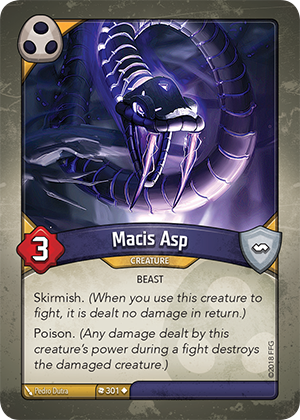 Macis Asp
3
CREATURE
BEAST
Skirmish. (When you use this creature to
fight, it is dealt no damage in return.)
Poison. (Any damage dealt by this
creature's power during a fight destroys
the damaged creature.)
©2018 FFG
Pedro Dutra
301